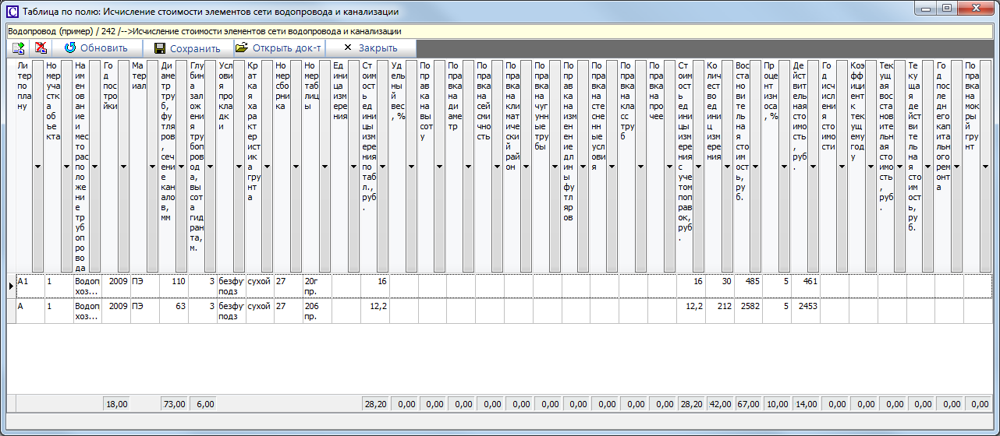 Таблица по полю: Исчисление стоимости элементов сети водопровода и канализации
Водопровод (пример) / 242 /-->Исчисление стоимости элементов сети водопровода и канализации
Обновить Сохранить Открыть док-т Закрыть
Литер по плану
Номер участка объекта
Наименование и месторасположение трубопровода
Год постройки
Материал
Диаметр труб, футляров, сечение каналов, мм
Глубина заложения трубопровода, высота гидранта, м.
Условия прокладки
Краткая характеристика грунта
Номер сборника
Номер таблицы
Единица измерения
Стоимость единицы измерения по табл., руб.
Удельный вес, %
Поправка на высоту
Поправка на диаметр
Поправка на сейсмичность
Поправка на климатический район
Поправка на чугунные трубы
Поправка на изменение длины футляров
Поправка на стесненные условия
Поправка на класс труб
Поправка на прочее
Стоимость единицы измерения с учетом поправок, руб.
Количество единиц измерения
Восстановительная стоимость, руб.
Процент износа, %
Действительная стоимость, руб.
Год исчисления стоимости
Коэффициент к текущему году
Текущая восстановительная стоимость, руб.
Текущая действительная стоимость, руб.
Год последнего капитального ремонта
Поправка на мокрый грунт
А1 1 Водоп хоз... 2009 ПЭ 110 3 безфу подз сухой 27 20г пр. 16 16 30 485 5 461
А 1 Водоп хоз... 2009 ПЭ 63 3 безфу подз сухой 27 206 пр. 12,2 12,2 212 2582 5 2453
18,00 73,00 6,00 28,20 0,00 0,00 0,00 0,00 0,00 0,00 0,00 0,00 0,00 0,00 28,20 42,00 67,00 10,00 14,00 0,00 0,00 0,00 0,00 0,00 0,00